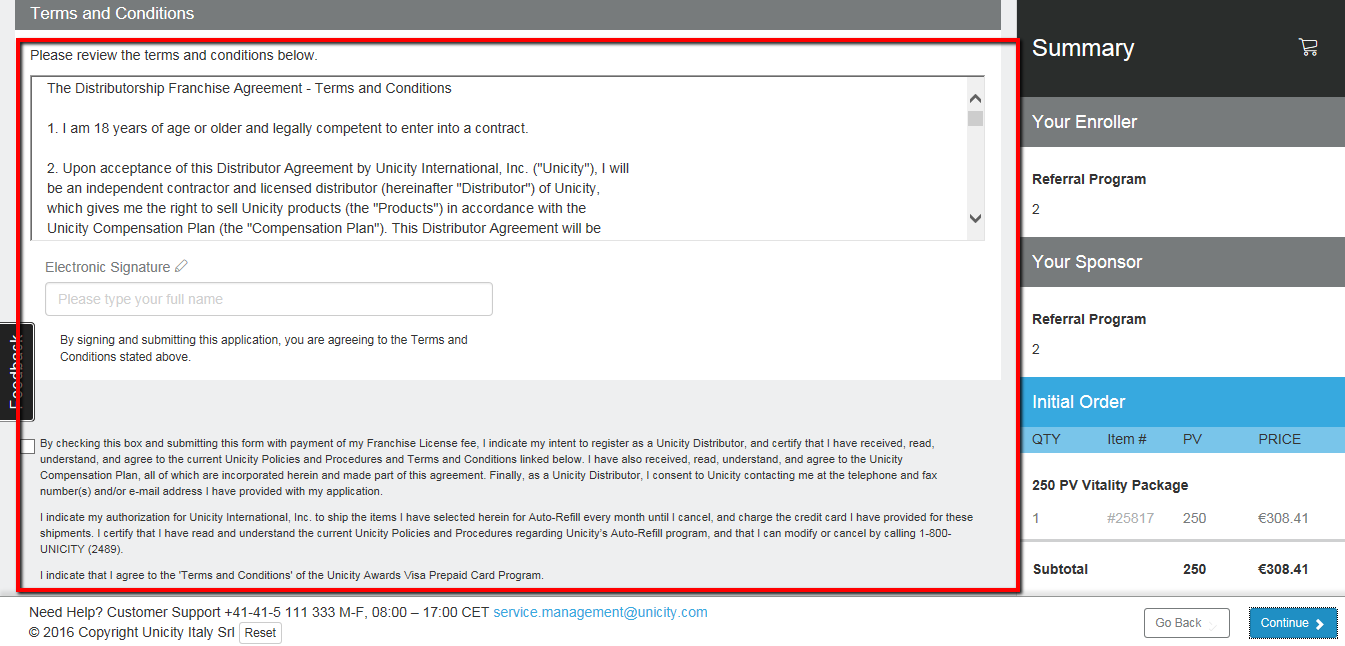 Terms and Conditions
Please review the terms and conditions below.
The Distributorship Franchise Agreement - Terms and Conditions
1. I am 18 years of age or older and legally competent to enter into a contract.
2. Upon acceptance of this Distributor Agreement by Unicity International, Inc. ("Unicity"), I will
be an independent contractor and licensed distributor (hereinafter "Distributor") of Unicity,
which gives me the right to sell Unicity products (the "Products") in accordance with the
Unicity Compensation Plan (the "Compensation Plan"). This Distributor Agreement will be
Electronic Signature
Please type your full name
By signing and submitting this application, you are agreeing to the Terms and
Conditions stated above.
Feedback
By checking this box and submitting this form with payment of my Franchise License fee, I indicate my intent to register as a Unicity Distributor, and certify that I have received, read,
understand, and agree to the current Unicity Policies and Procedures and Terms and Conditions linked below. I have also received, read, understand, and agree to the Unicity
Compensation Plan, all of which are incorporated herein and made part of this agreement. Finally, as a Unicity Distributor, I consent to Unicity contacting me at the telephone and fax
number(s) and/or e-mail address I have provided with my application.
I indicate my authorization for Unicity International, Inc. to ship the items I have selected herein for Auto-Refill every month until I cancel, and charge the credit card I have provided for these
shipments. I certify that I have read and understand the current Unicity Policies and Procedures regarding Unicity's Auto-Refill program, and that I can modify or cancel by calling 1-800-
UNICITY (2489).
I indicate that I agree to the 'Terms and Conditions' of the Unicity Awards Visa Prepaid Card Program.
Summary
Your Enroller
Referral Program
2
Your Sponsor
Referral Program
2
Initial Order
QTY Item # PV PRICE
250 PV Vitality Package
1 #25817 250 €308.41
Subtotal 250 €308.41
Need Help? Customer Support +41-41-5 111 333 M-F, 08:00 – 17:00 CET service.management@unicity.com
© 2016 Copyright Unicity Italy Srl Reset
Go Back Continue